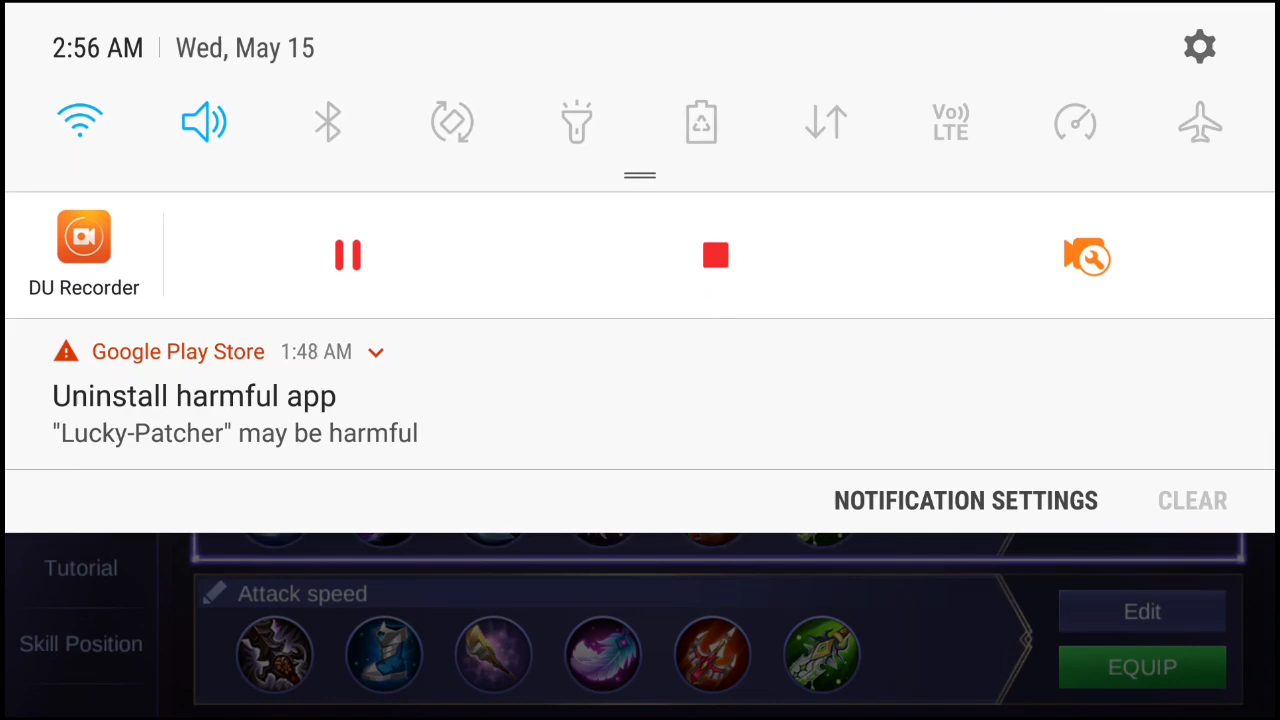 2:56 AM | Wed, May 15
Vo))
LTE
DU Recorder
Google Play Store 1:48 AM
Uninstall harmful app
"Lucky-Patcher" may be harmful
NOTIFICATION SETTINGS CLEAR
Tutorial
Attack speed
Edit
Skill Position
EQUIP